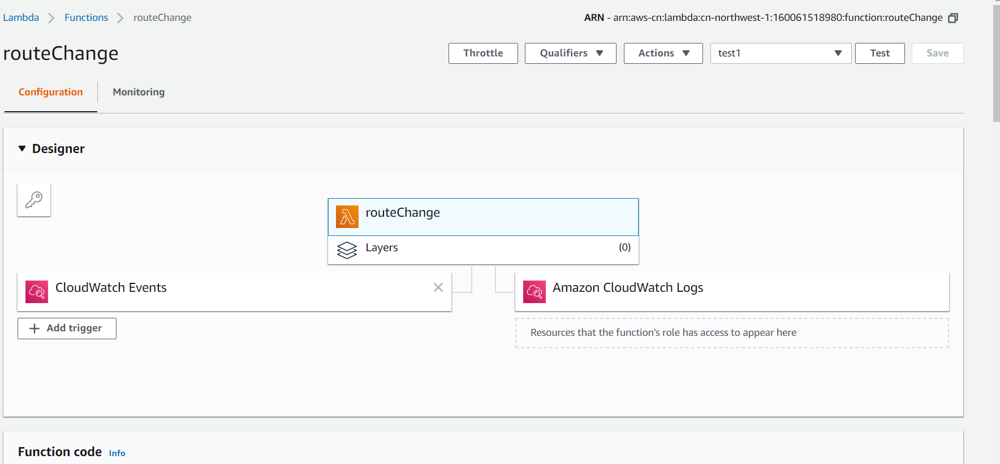 Lambda Functions routeChange
ARN - arn:aws-cn:lambda:cn-northwest-1:160061518980:function:routeChange
routeChange
Throttle Qualifiers Actions test1 Test Save
Configuration Monitoring
Designer
routeChange
Layers (0)
CloudWatch Events
Amazon CloudWatch Logs
Add trigger
Resources that the function's role has access to appear here
Function code Info